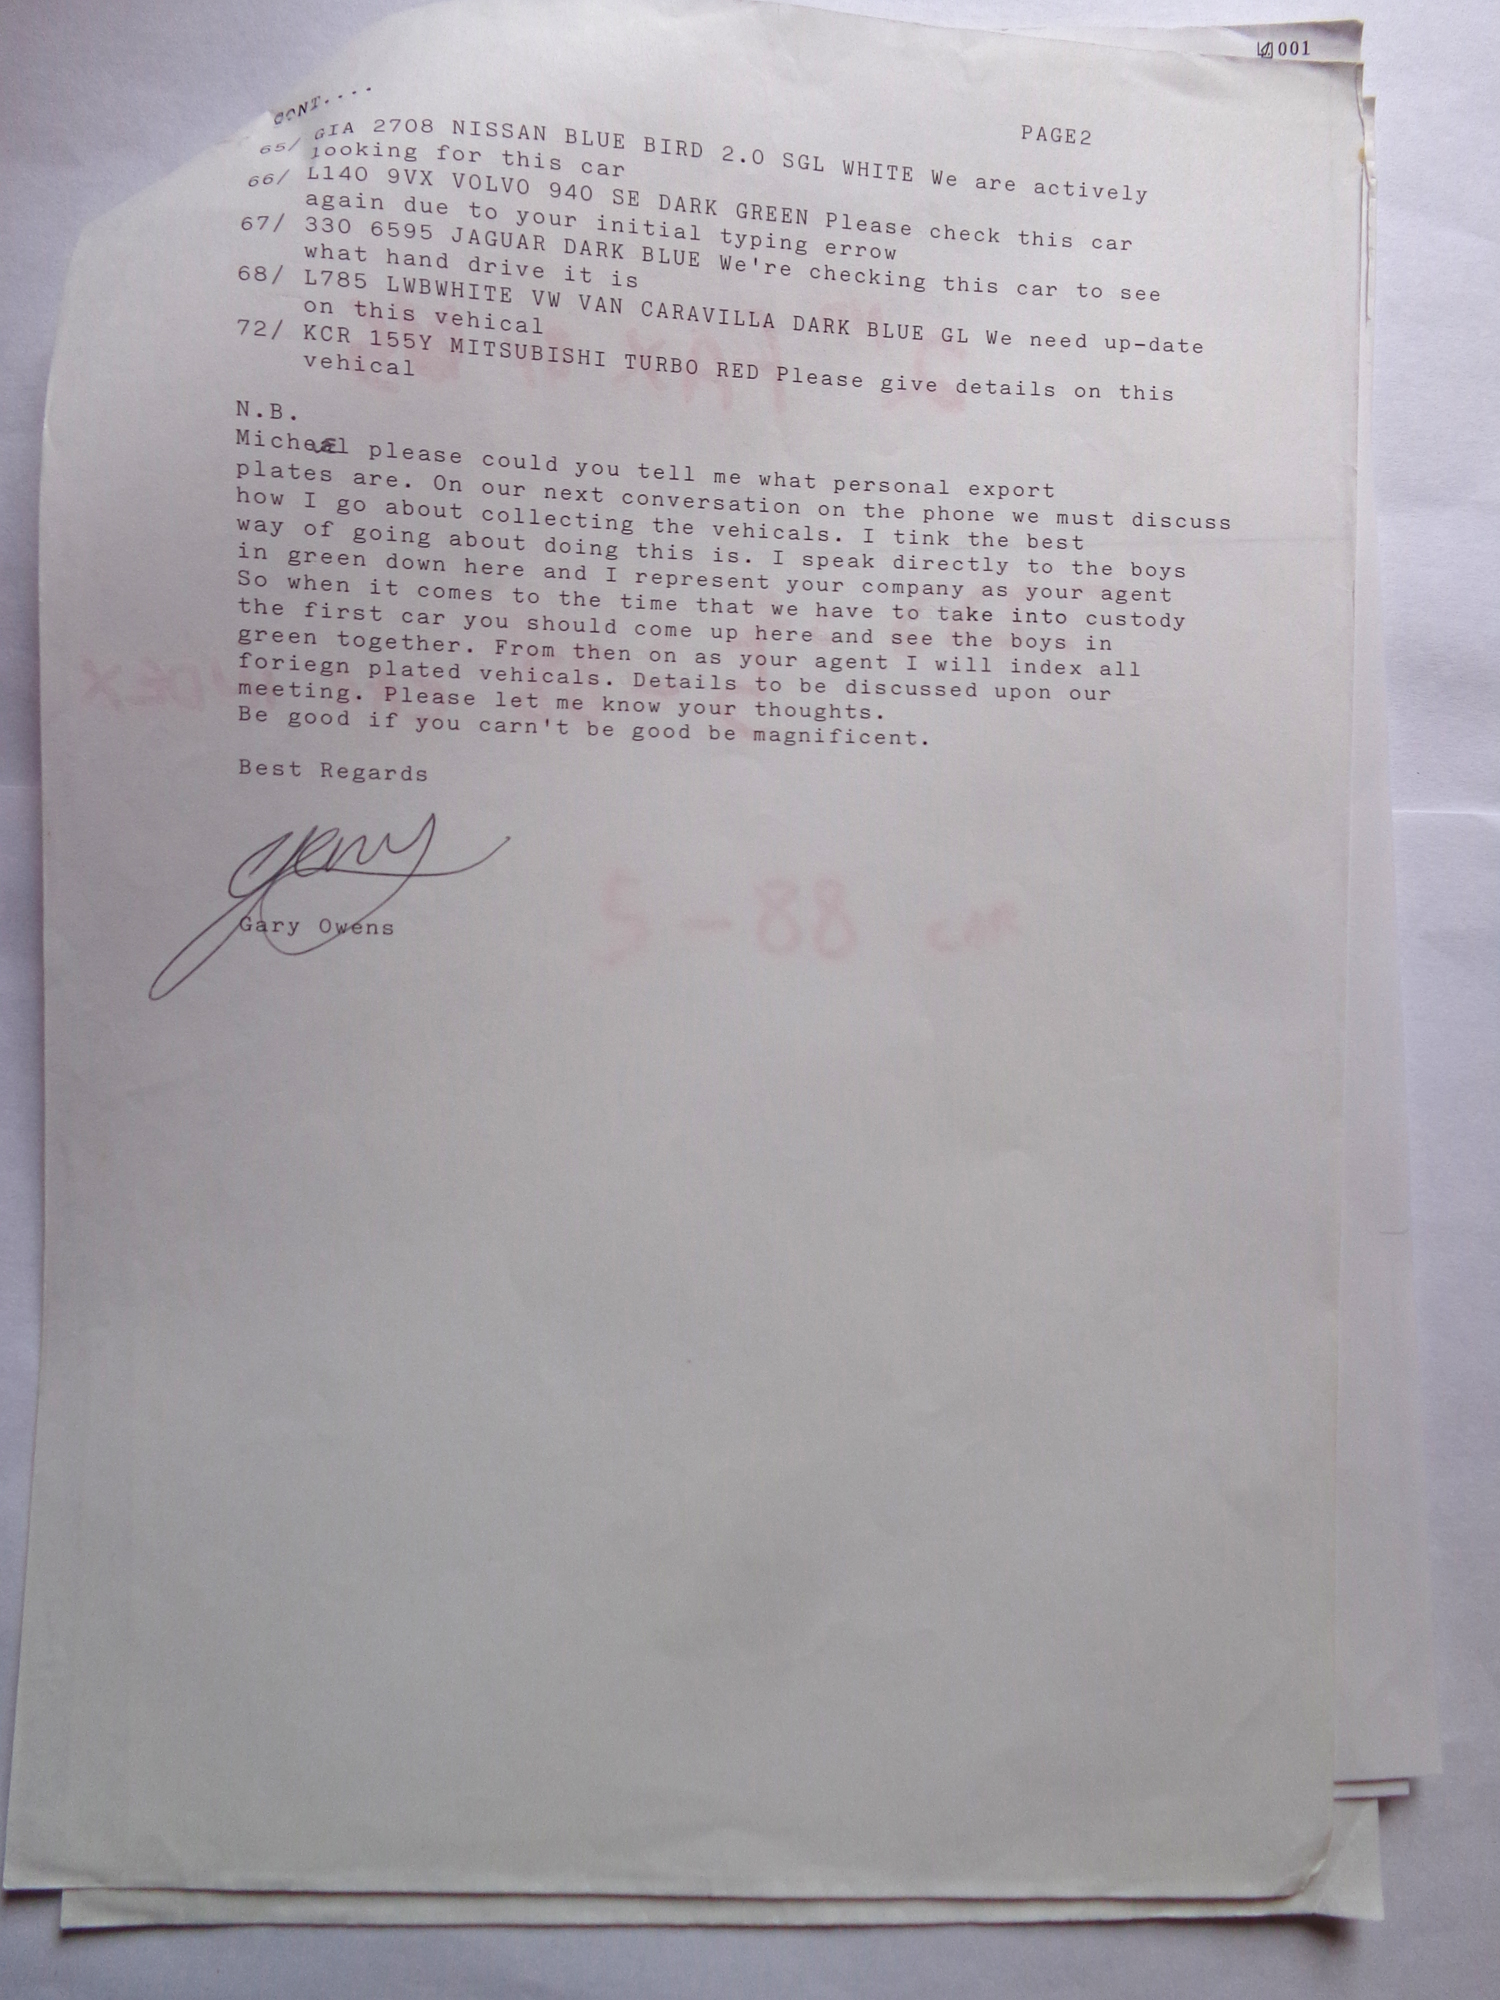 001
CONT....
PAGE2
65/ GIA 2708 NISSAN BLUE BIRD 2.0 SGL WHITE We are actively
looking for this car
66/ L140 9VX VOLVO 940 SE DARK GREEN Please check this car
again due to your initial typing errow
67/ 330 6595 JAGUAR DARK BLUE We're checking this car to see
what hand drive it is
68/ L785 LWBWHITE VW VAN CARAVILLA DARK BLUE GL We need up-date
on this vehical
72/ KCR 155Y MITSUBISHI TURBO RED Please give details on this
vehical
N.B.
Micheal please could you tell me what personal export
plates are. On our next conversation on the phone we must discuss
how I go about collecting the vehicals. I tink the best
way of going about doing this is. I speak directly to the boys
in green down here and I represent your company as your agent
So when it comes to the time that we have to take into custody
the first car you should come up here and see the boys in
green together. From then on as your agent I will index all
foriegn plated vehicals. Details to be discussed upon our
meeting. Please let me know your thoughts.
Be good if you carn't be good be magnificent.
Best Regards
Gary
Gary Owens